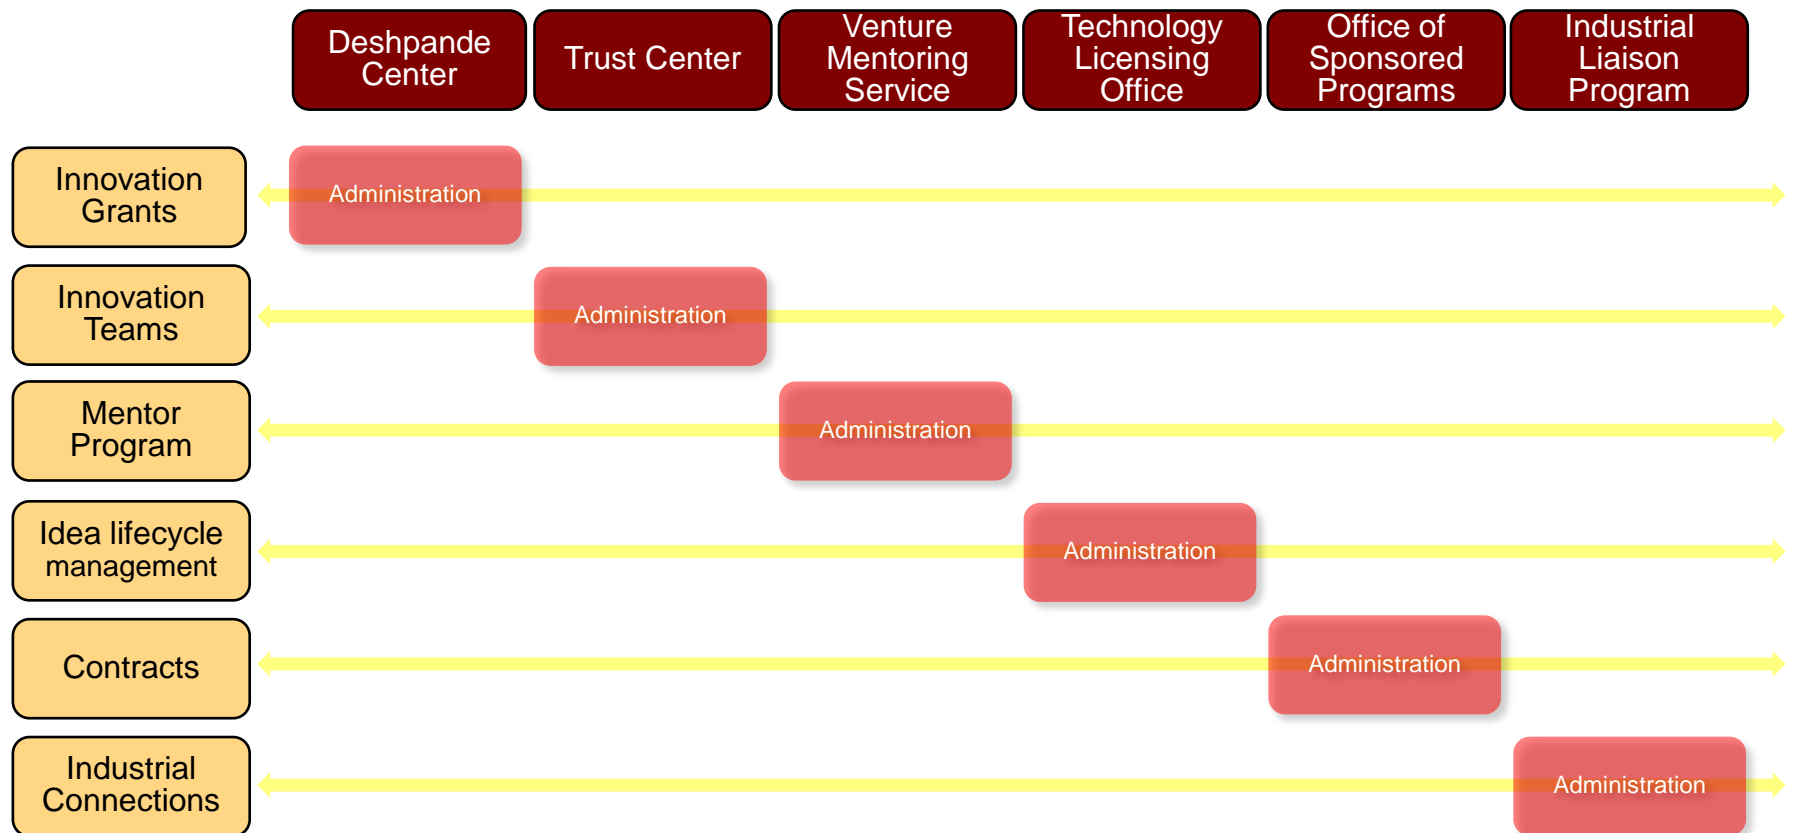 Deshpande
Center
Trust Center
Venture
Mentoring
Service
Technology
Licensing
Office
Office of
Sponsored
Programs
Industrial
Liaison
Program
Innovation
Grants
Administration
Innovation
Teams
Administration
Mentor
Program
Administration
Idea lifecycle
management
Administration
Contracts
Administration
Industrial
Connections
Administration